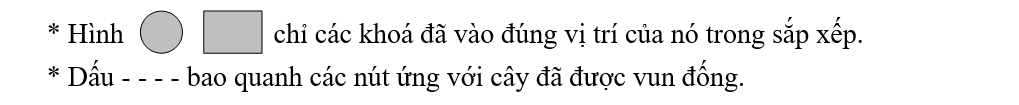 * Hình chỉ các khoá đã vào đúng vị trí của nó trong sắp xếp.
* Dấu - - - - bao quanh các nút ứng với cây đã được vun đống.